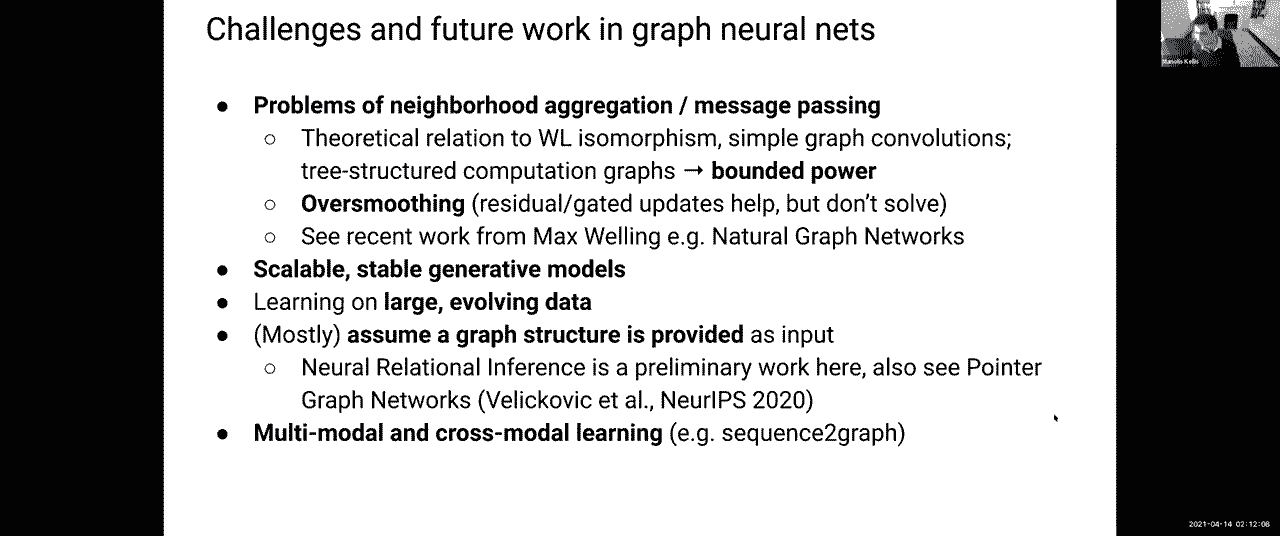 Challenges and future work in graph neural nets
● Problems of neighborhood aggregation / message passing
○ Theoretical relation to WL isomorphism, simple graph convolutions;
tree-structured computation graphs → bounded power
○ Oversmoothing (residual/gated updates help, but don't solve)
○ See recent work from Max Welling e.g. Natural Graph Networks
● Scalable, stable generative models
● Learning on large, evolving data
● (Mostly) assume a graph structure is provided as input
○ Neural Relational Inference is a preliminary work here, also see Pointer
Graph Networks (Velickovic et al., NeurIPS 2020)
● Multi-modal and cross-modal learning (e.g. sequence2graph)
Manolis Kellis
2021-04-14 02:12:06